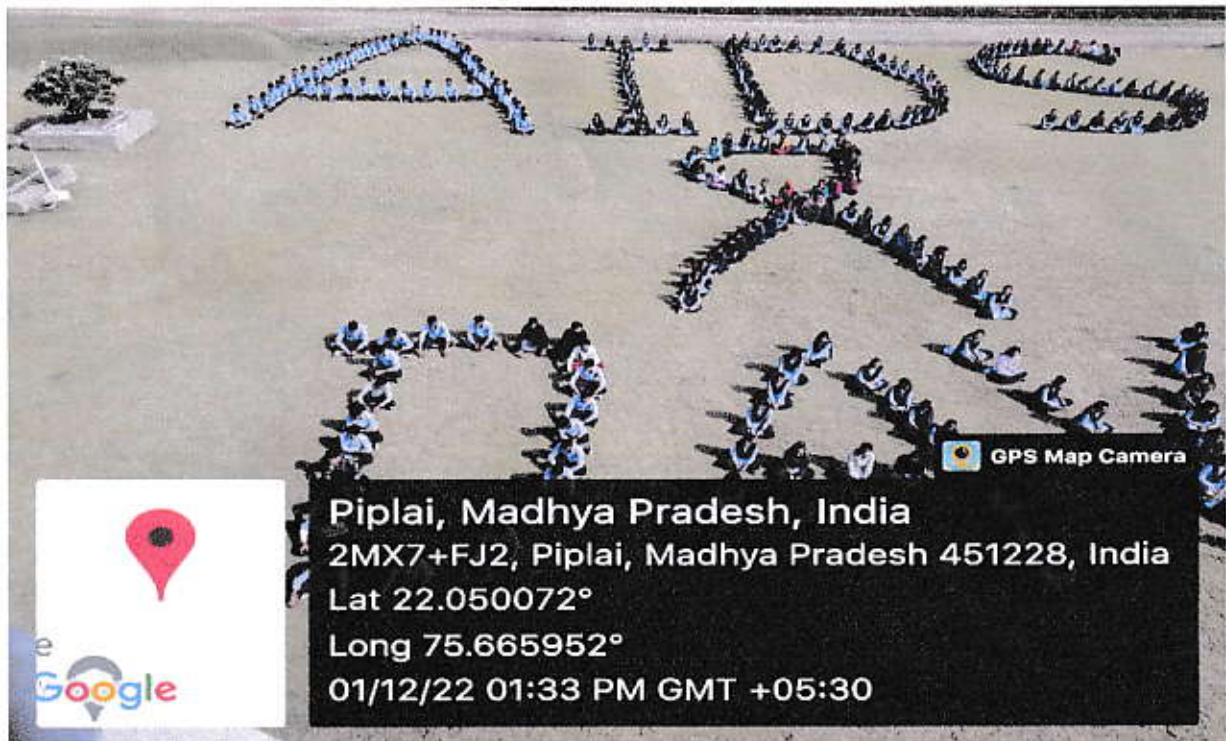 AIDS
DAY
GPS Map Camera
Piplai, Madhya Pradesh, India
2MX7+FJ2, Piplai, Madhya Pradesh 451228, India
Lat 22.050072°
Long 75.665952°
01/12/22 01:33 PM GMT +05:30
Google